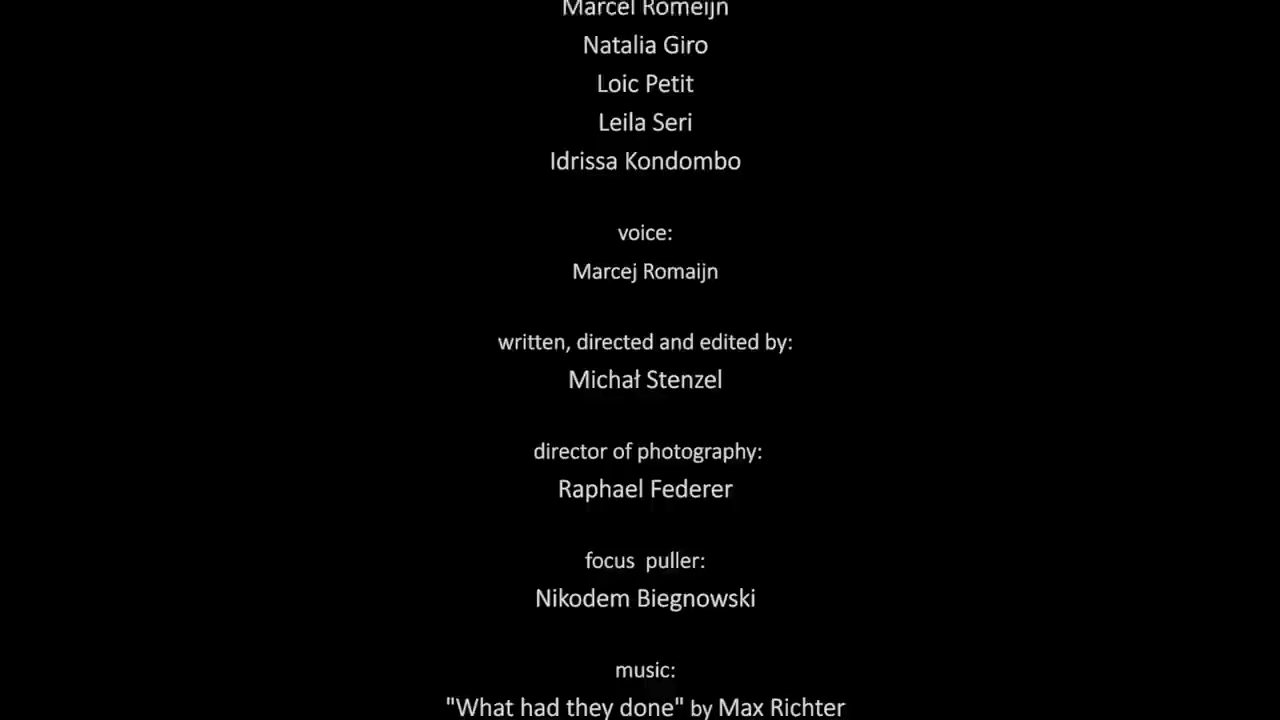 Marcel Romeijn
Natalia Giro
Loic Petit
Leila Seri
Idrissa Kondombo
voice:
Marcej Romaijn
written, directed and edited by:
Michał Stenzel
director of photography:
Raphael Federer
focus puller:
Nikodem Biegnowski
music:
"What had they done" by Max Richter